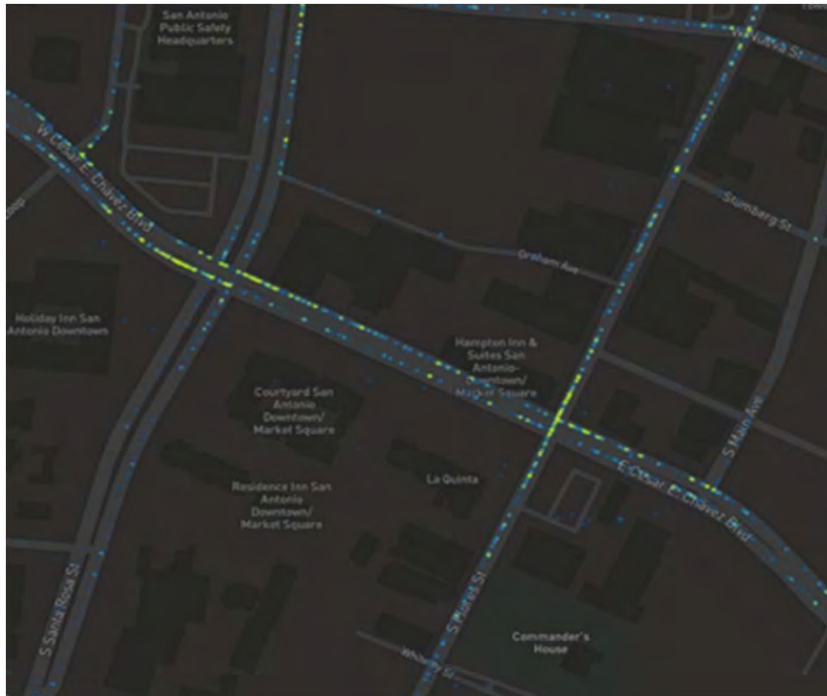 San Antonio
Public Safety
Headquarters
W Nueva St
W Cesar E. Chavez Blvd
Loop
Stumberg St
Graham Ave
Holiday Inn San
Antonio Downtown
Hampton Inn &
Suites San
Antonio-
Downtown/
Market Square
Courtyard San
Antonio
Downtown/
Market Square
S Main Ave
La Quinta
E Cesar E. Chavez Blvd
Residence Inn San
Antonio
Downtown/
Market Square
S Santa Rosa St
S Flores St
Commander's
House